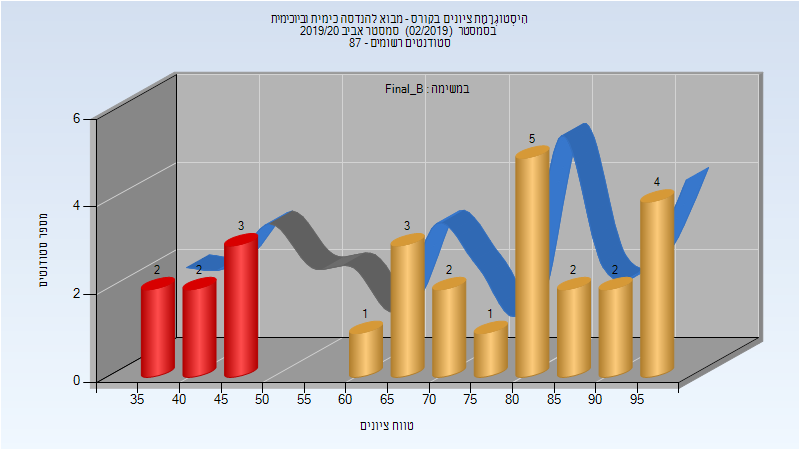 היסטוגרמת ציונים בקורס - מבוא להנדסה כימית וביוכימית
בסמסטר (02/2019) סמסטר אביב 2019/20
סטודנטים רשומים - 87
במשימה : Final_B
מספר סטודנטים
6
4
2
0
2
2
3
1
3
2
1
5
2
2
4
35 40 45 50 55 60 65 70 75 80 85 90 95
טווח ציונים